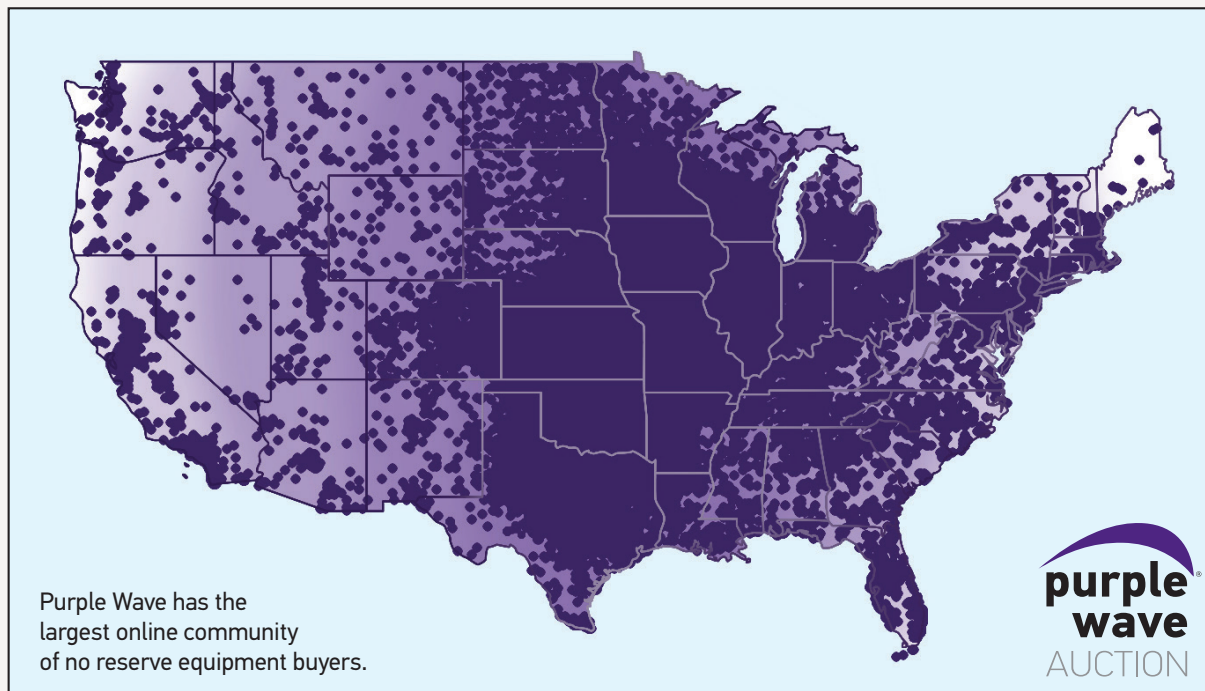 Purple Wave has the
largest online community
of no reserve equipment buyers.
purple
wave®
AUCTION